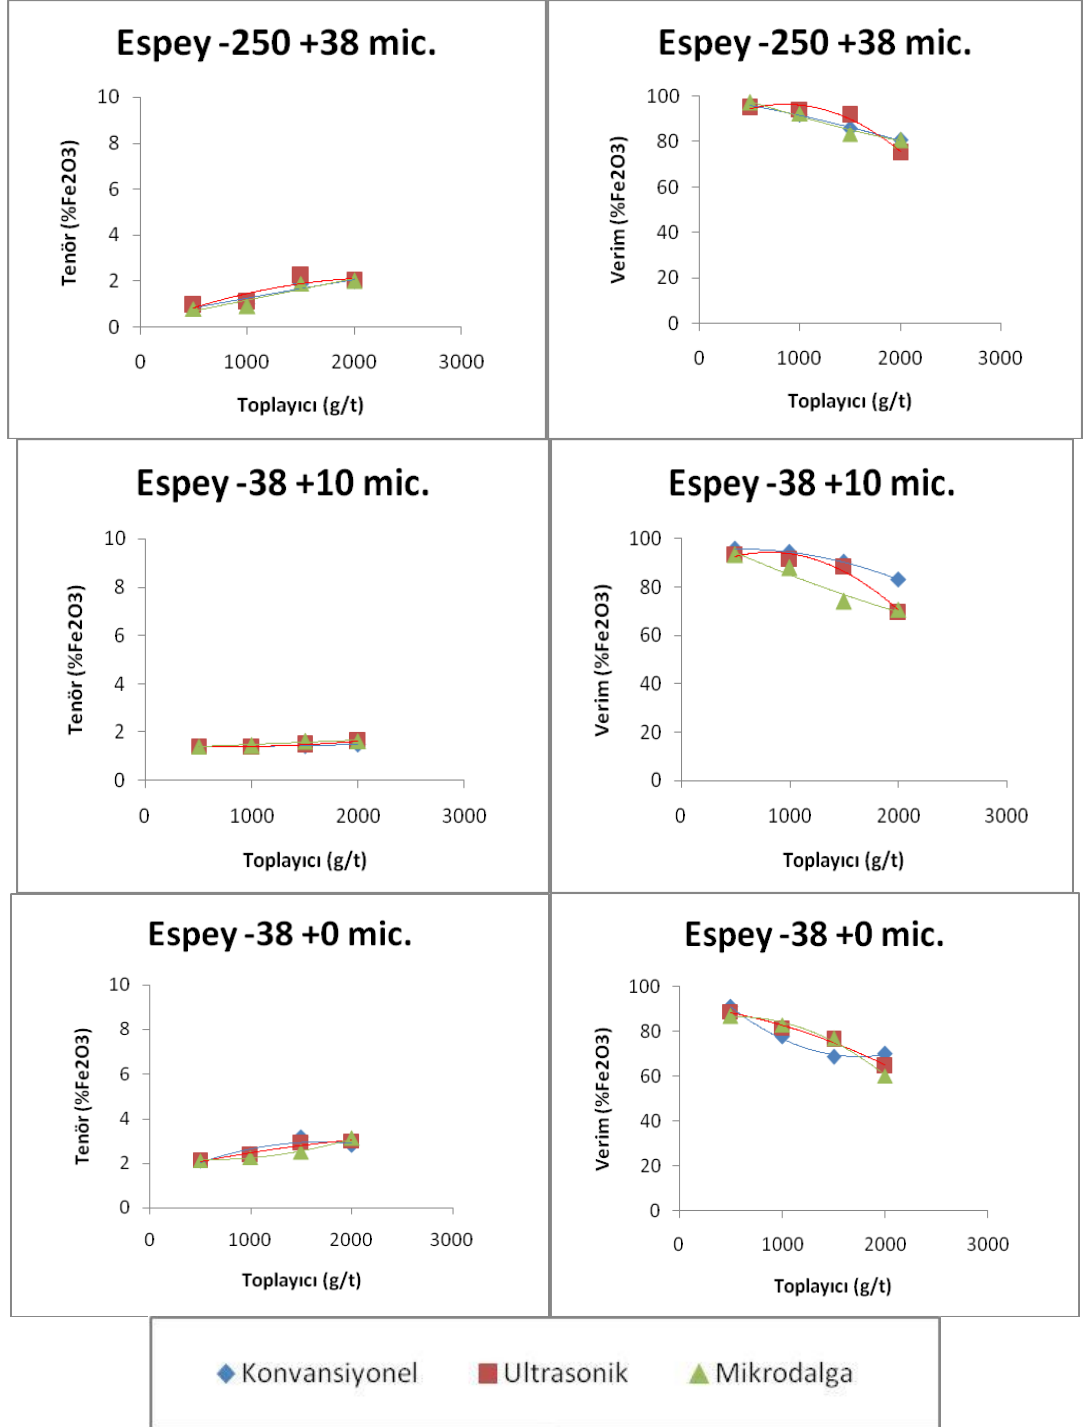 Espey -250 +38 mic.
Tenör (%Fe2O3)
10
8
6
4
2
0
0 1000 2000 3000
Toplayıcı (g/t)
Espey -250 +38 mic.
Verim (%Fe2O3)
100
80
60
40
20
0
0 1000 2000 3000
Toplayıcı (g/t)
Espey -38 +10 mic.
Tenör (%Fe2O3)
10
8
6
4
2
0
0 1000 2000 3000
Toplayıcı (g/t)
Espey -38 +10 mic.
Verim (%Fe2O3)
100
80
60
40
20
0
0 1000 2000 3000
Toplayıcı (g/t)
Espey -38 +0 mic.
Tenör (%Fe2O3)
10
8
6
4
2
0
0 1000 2000 3000
Toplayıcı (g/t)
Espey -38 +0 mic.
Verim (%Fe2O3)
100
80
60
40
20
0
0 1000 2000 3000
Toplayıcı (g/t)
Konvansiyonel Ultrasonik Mikrodalga